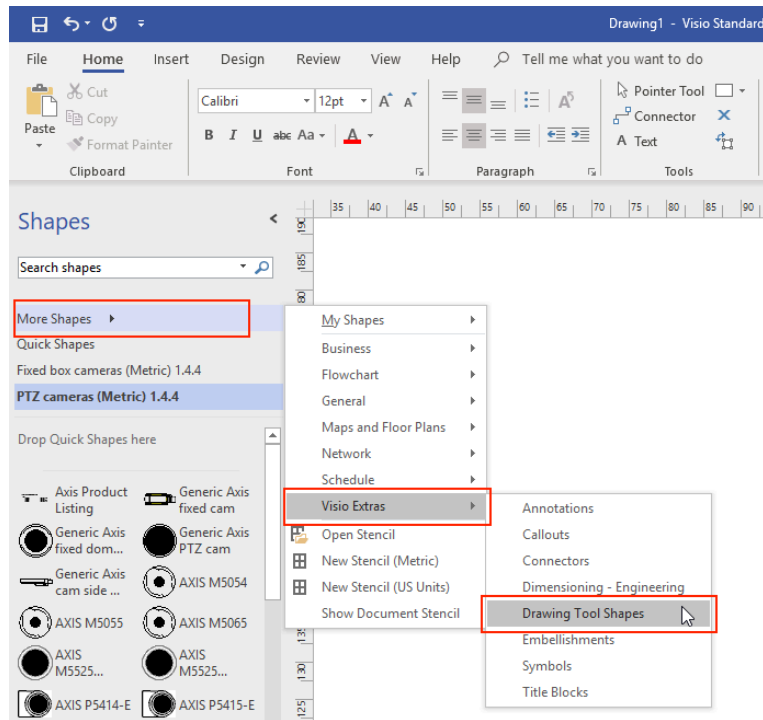 Drawing1 - Visio Standard
File Home Insert Design Review View Help Tell me what you want to do
Paste
Cut
Copy
Format Painter
Clipboard
Calibri 12pt A A
B I U abc Aa A
Font
A
Paragraph
Pointer Tool
Connector
A Text
Tools
Shapes
Search shapes
More Shapes
Quick Shapes
Fixed box cameras (Metric) 1.4.4
PTZ cameras (Metric) 1.4.4
Drop Quick Shapes here
Axis Product
Listing
Generic Axis
fixed cam
Generic Axis
fixed dom...
Generic Axis
PTZ cam
Generic Axis
cam side ...
AXIS M5054
AXIS M5055
AXIS M5065
AXIS
M5525...
AXIS
M5525...
AXIS P5414-E
AXIS P5415-E
35 40 45 50 55 60 65 70 75 80 85 90
190
185
80
135
130
125
My Shapes
Business
Flowchart
General
Maps and Floor Plans
Network
Schedule
Visio Extras
Open Stencil
New Stencil (Metric)
New Stencil (US Units)
Show Document Stencil
Annotations
Callouts
Connectors
Dimensioning - Engineering
Drawing Tool Shapes
Embellishments
Symbols
Title Blocks